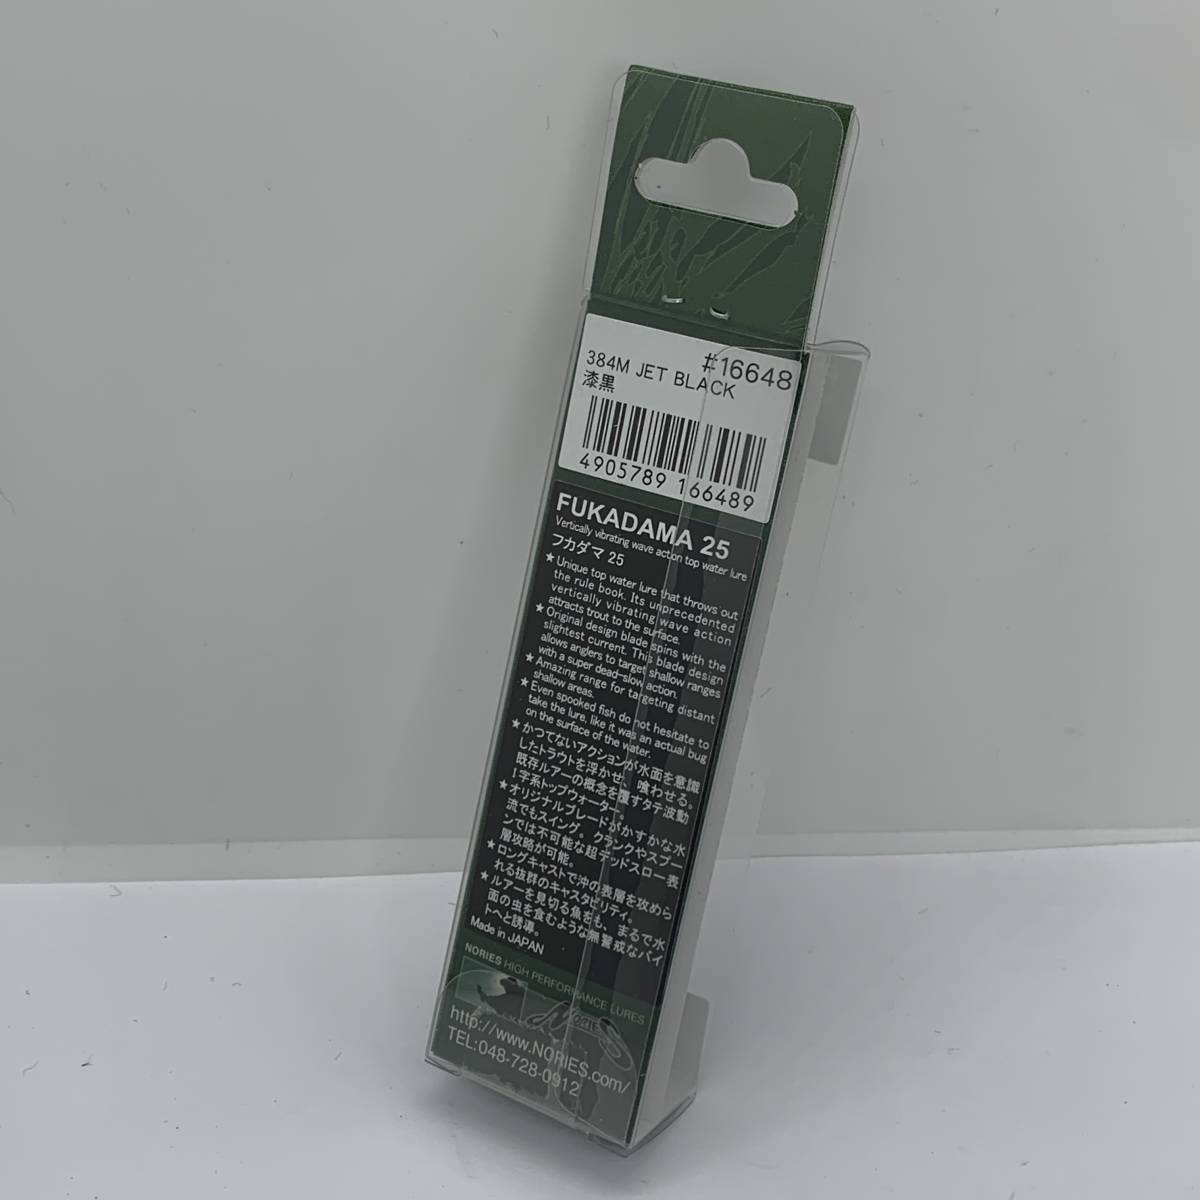 #16648
384M JET BLACK
漆黒
4905789 166489
FUKADAMA 25
Vertically vibrating wave action top water lure
フカダマ 25
★ Unique top water lure that throws out
the rule book. Its unprecedented
vertically vibrating wave action
attracts trout to the surface.
★ Original design blade spins with the
slightest current. This blade design
allows anglers to target shallow ranges
with a super dead-slow action.
★ Amazing range for targeting distant
shallow areas.
★ Even spooked fish do not hesitate to
take the lure, like it was an actual bug
on the surface of the water.
★ かつてないアクションが水面を意識
したトラウトを浮かせ、喰わせる。
既存ルアーの概念を覆すタテ波動
I字系トップウォーター。
★ オリジナルブレードがかすかな水
流でもスイング。クランクやスプー
ンでは不可能な超デッドスロー表
層攻略が可能。
★ ロングキャストで沖の表層を攻めら
れる抜群のキャスタビリティ。
★ ルアーを見切る魚をも、まるで水
面の虫を食むような無警戒なバイ
トへと誘導。
Made in JAPAN
NORIES HIGH PERFORMANCE LURES
NORIES
http://www.NORIES.com/
TEL:048-728-0912